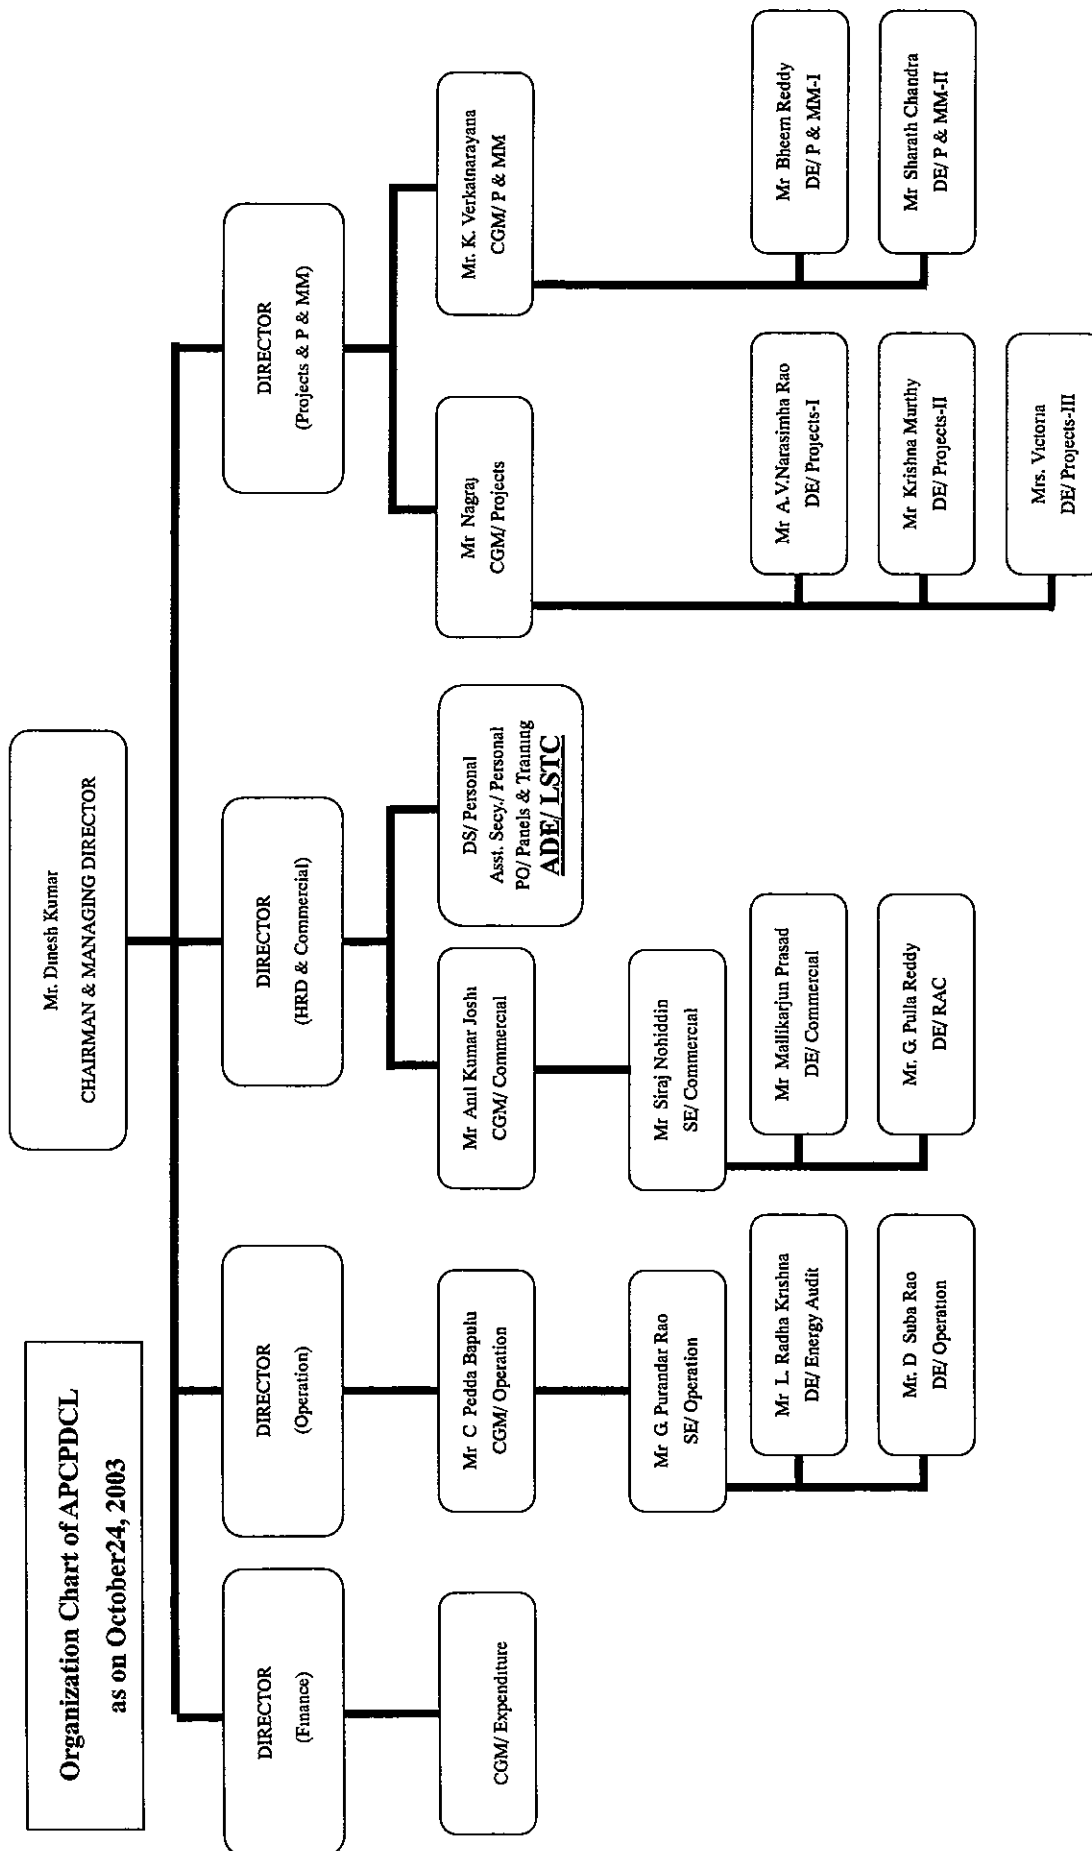 Organization Chart of APCPDCL
as on October24, 2003
Mr. Dinesh Kumar
CHAIRMAN & MANAGING DIRECTOR
DIRECTOR
(Finance)
DIRECTOR
(Operation)
DIRECTOR
(HRD & Commercial)
DIRECTOR
(Projects & P & MM)
CGM/ Expenditure
Mr C Pedda Bapulu
CGM/ Operation
Mr Anil Kumar Joshi
CGM/ Commercial
DS/ Personal
Asst. Secy./ Personal
PO/ Panels & Training
ADE/ LSTC
Mr Nagraj
CGM/ Projects
Mr. K. Verkatnarayana
CGM/ P & MM
Mr G. Purandar Rao
SE/ Operation
Mr Siraj Nohiddin
SE/ Commercial
Mr L. Radha Krishna
DE/ Energy Audit
Mr Mallikarjun Prasad
DE/ Commercial
Mr A.V.Narasimha Rao
DE/ Projects-I
Mr Bheem Reddy
DE/ P & MM-I
Mr. D Suba Rao
DE/ Operation
Mr. G. Pulla Reddy
DE/ RAC
Mr Krishna Murthy
DE/ Projects-II
Mr Sharath Chandra
DE/ P & MM-II
Mrs. Victoria
DE/ Projects-III